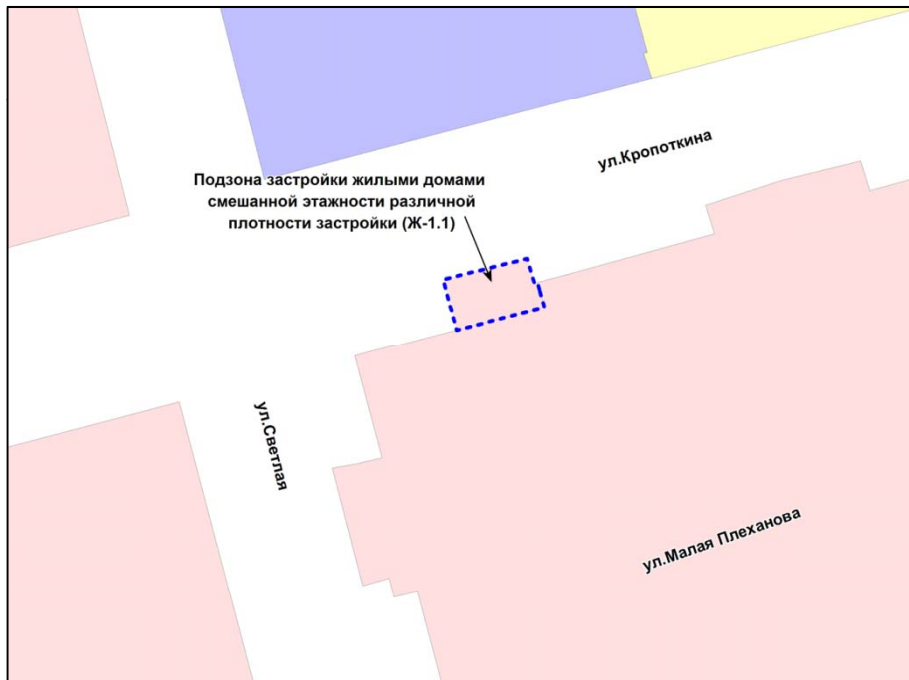 ул.Кропоткина
Подзона застройки жилыми домами
смешанной этажности различной
плотности застройки (Ж-1.1)
ул.Светлая
ул.Малая Плеханова